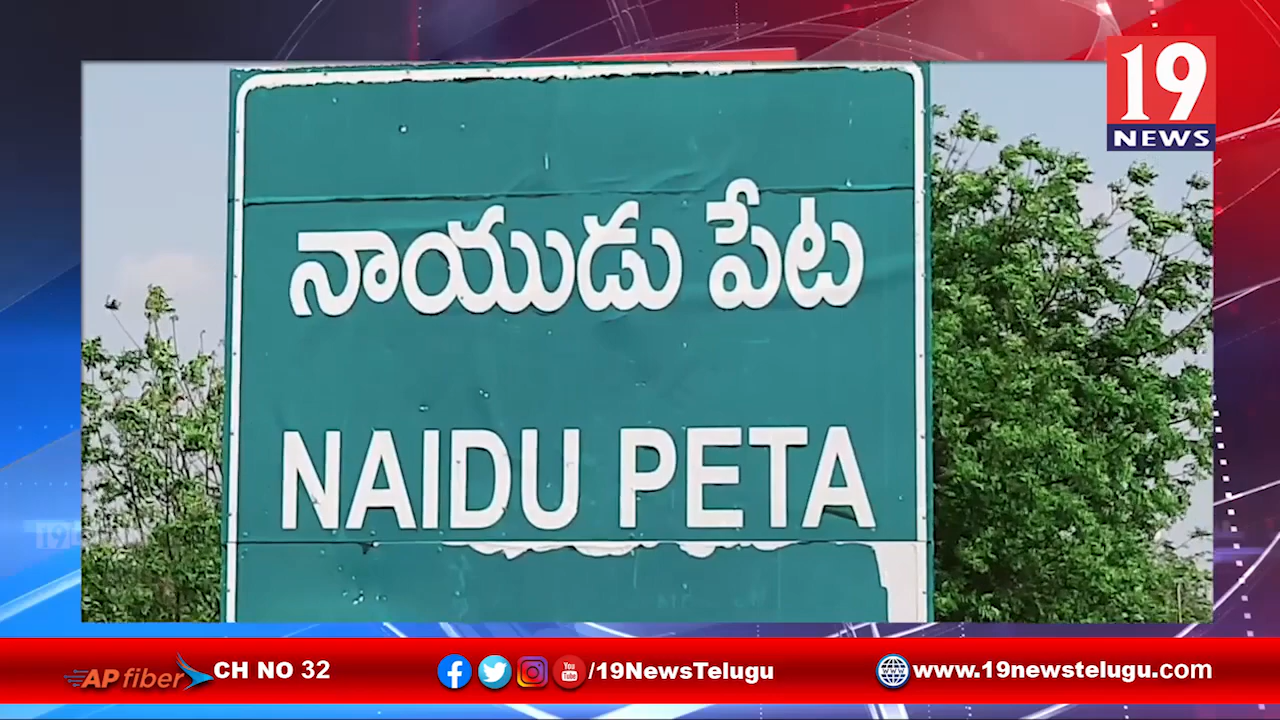 19
NEWS
నాయుడు పేట
NAIDU PETA
AP fiber CH NO 32
/19NewsTelugu
www.19newstelugu.com